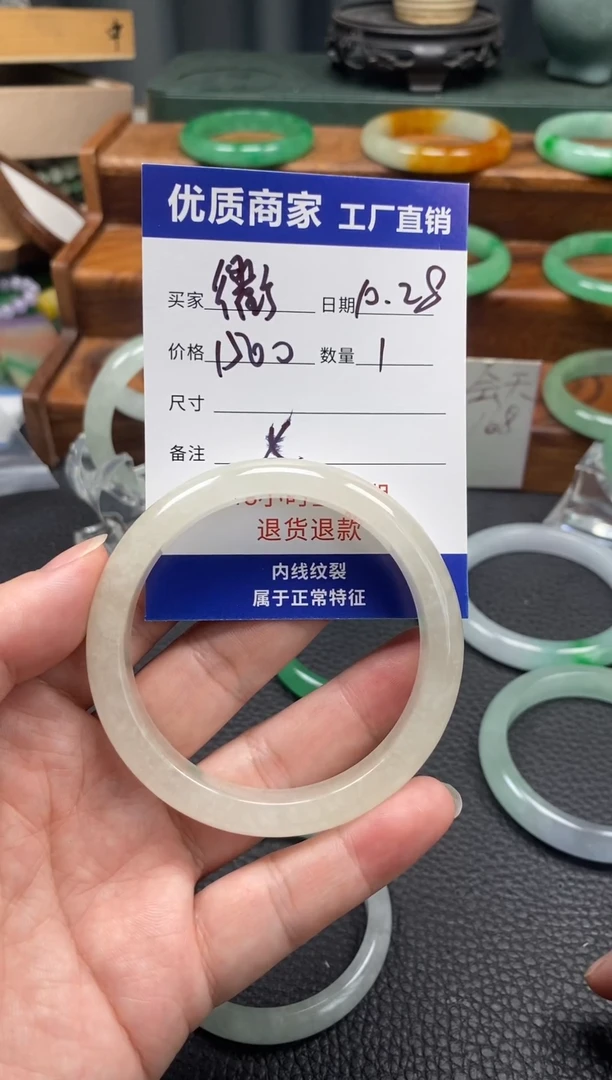 优质商家 工厂直销
买家 日期 10.28
价格 1500 数量 1
尺寸
备注
退货退款
内线纹裂
属于正常特征